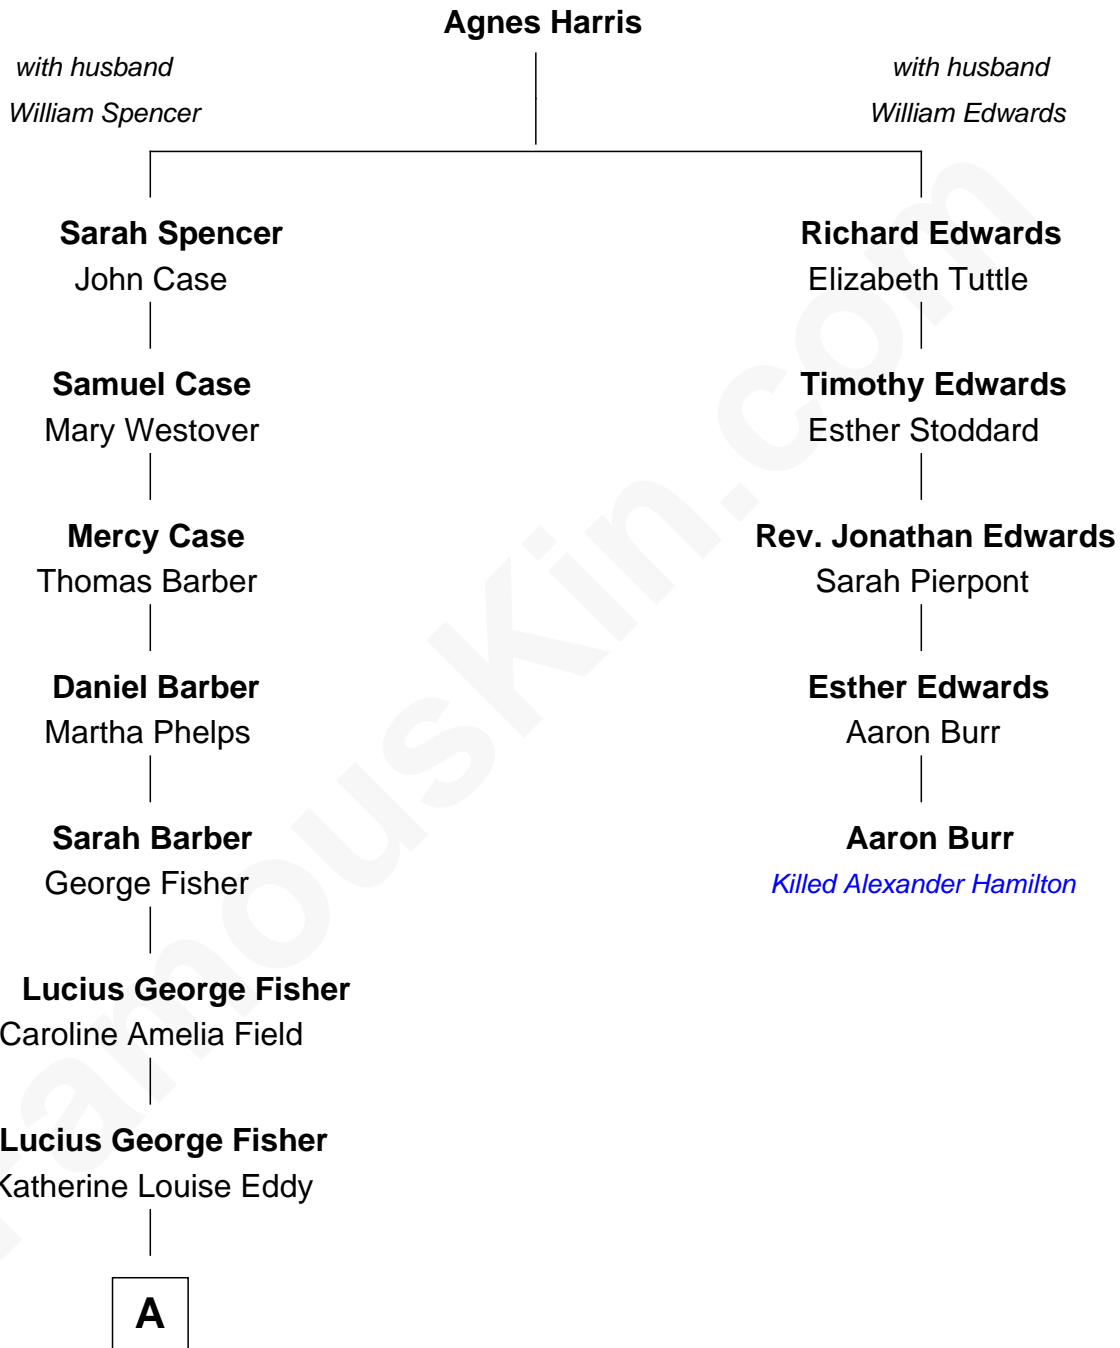 Agnes Harris
with husband
William Spencer
with husband
William Edwards
Sarah Spencer
John Case
Richard Edwards
Elizabeth Tuttle
Samuel Case
Mary Westover
Timothy Edwards
Esther Stoddard
Mercy Case
Thomas Barber
Rev. Jonathan Edwards
Sarah Pierpont
Daniel Barber
Martha Phelps
Esther Edwards
Aaron Burr
Sarah Barber
George Fisher
Aaron Burr
Killed Alexander Hamilton
Lucius George Fisher
Caroline Amelia Field
Lucius George Fisher
Katherine Louise Eddy
A
FamousKin.com